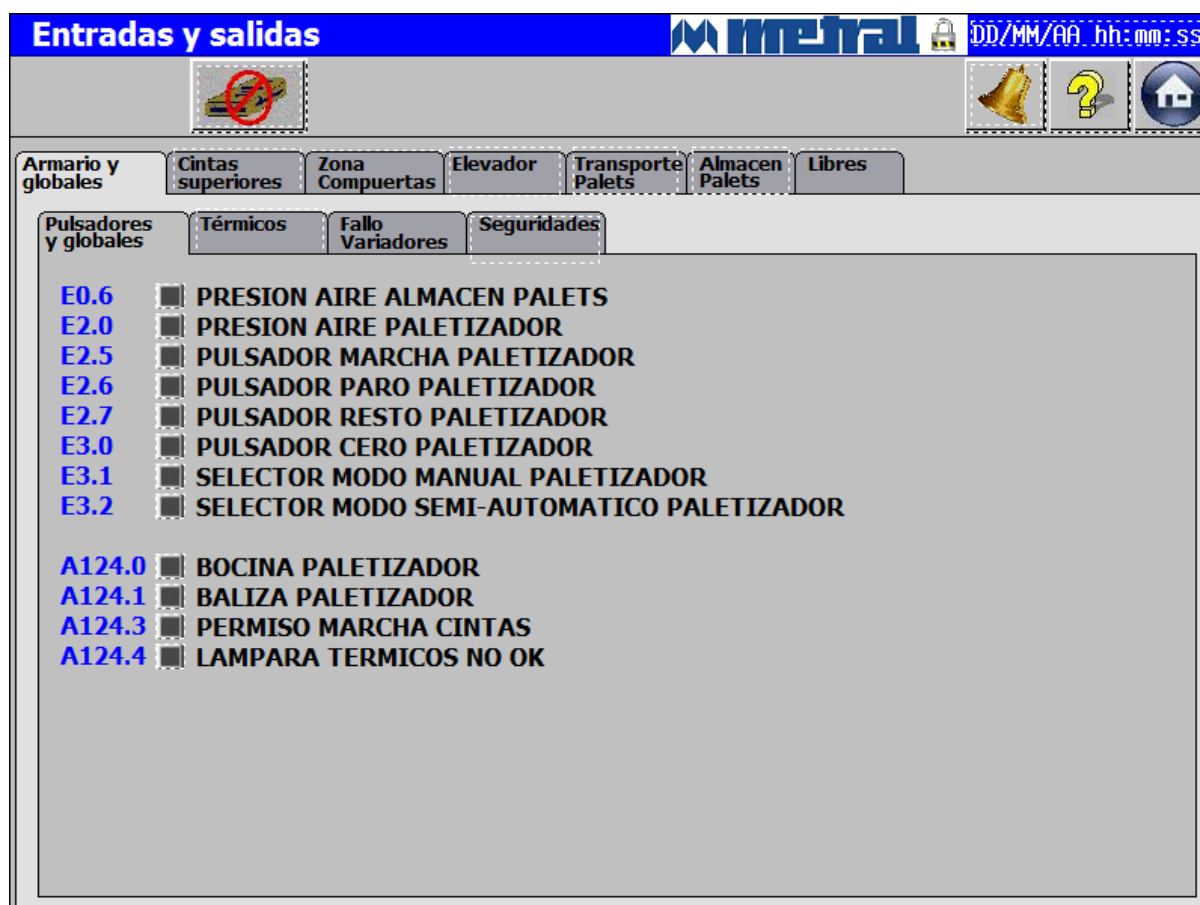 Entradas y salidas
metral
DD/MM/AA hh:mm:ss
Armario y
globales
Cintas
superiores
Zona
Compuertas
Elevador
Transporte
Palets
Almacen
Palets
Libres
Pulsadores
y globales
Térmicos
Fallo
Variadores
Seguridades
E0.6 PRESION AIRE ALMACEN PALETS
E2.0 PRESION AIRE PALETIZADOR
E2.5 PULSADOR MARCHA PALETIZADOR
E2.6 PULSADOR PARO PALETIZADOR
E2.7 PULSADOR RESTO PALETIZADOR
E3.0 PULSADOR CERO PALETIZADOR
E3.1 SELECTOR MODO MANUAL PALETIZADOR
E3.2 SELECTOR MODO SEMI-AUTOMATICO PALETIZADOR
A124.0 BOCINA PALETIZADOR
A124.1 BALIZA PALETIZADOR
A124.3 PERMISO MARCHA CINTAS
A124.4 LAMPARA TERMICOS NO OK